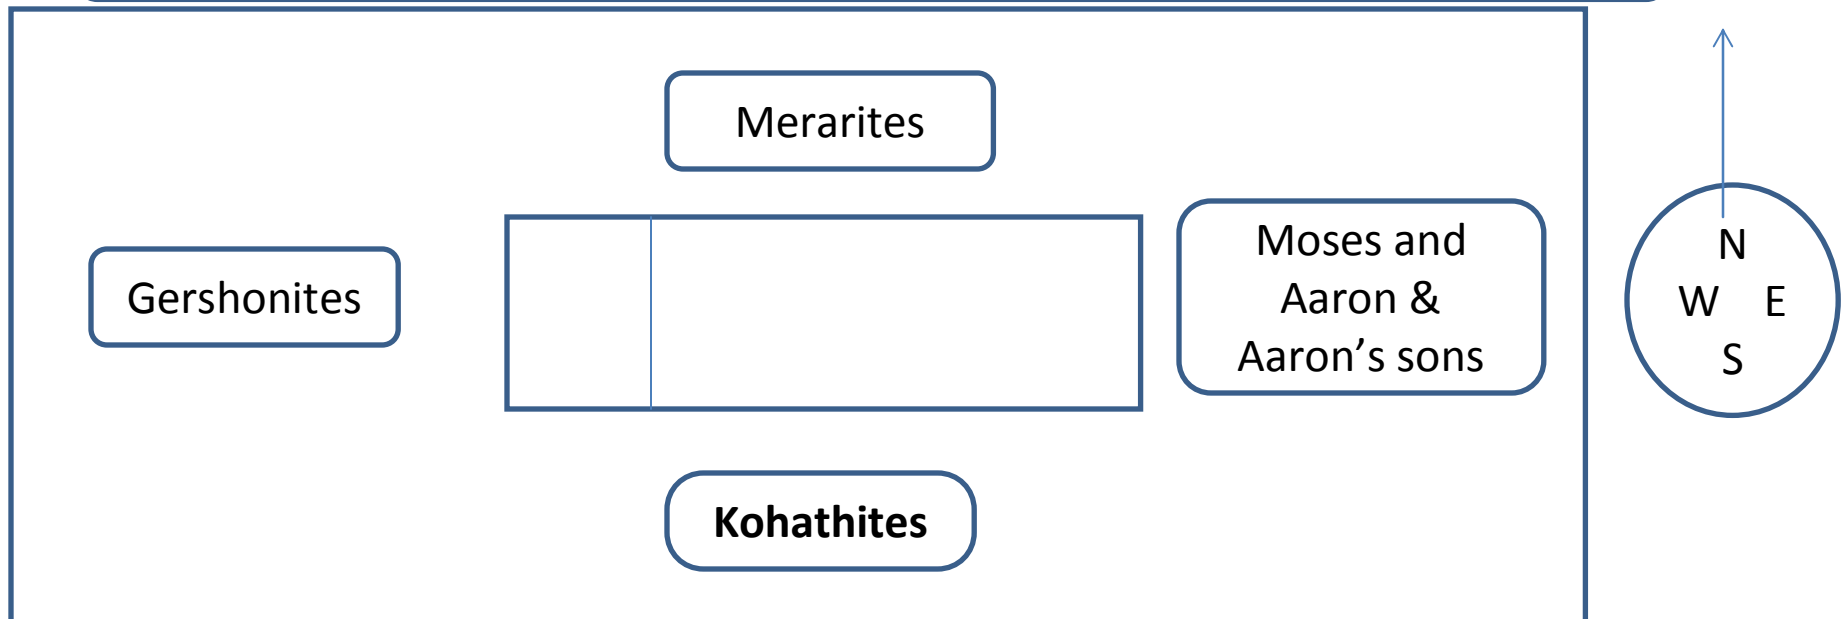 Merarites
Gershonites
Moses and
Aaron &
Aaron’s sons
N
W E
S
Kohathites